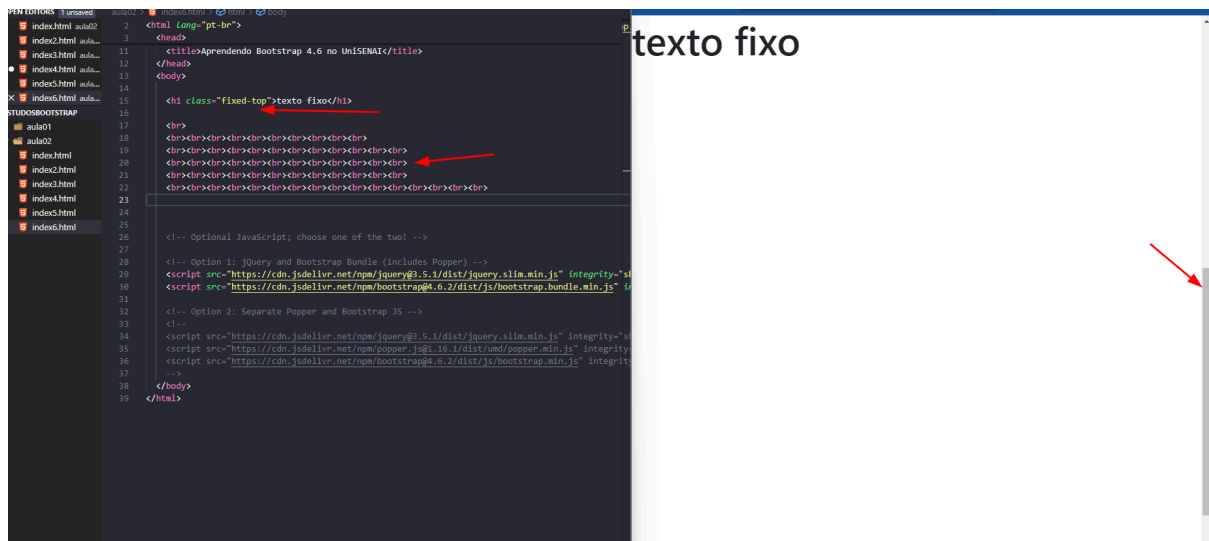 OPEN EDITORS 1 unsaved
index.html aula02
index2.html aula...
index3.html aula...
index4.html aula...
index5.html aula...
index6.html aula...
STUDOSBOOTSTRAP
aula01
aula02
index.html
index2.html
index3.html
index4.html
index5.html
index6.html
aula02 > index6.html > html > body
2 <html lang="pt-br">
3 <head>
11 <title>Aprendendo Bootstrap 4.6 no UniSENAI</title>
12 </head>
13 <body>
14
15 <h1 class="fixed-top">texto fixo</h1>
16
17 <br>
18 <br><br><br><br><br><br><br><br><br><br>
19 <br><br><br><br><br><br><br><br><br><br><br><br>
20 <br><br><br><br><br><br><br><br><br><br><br><br>
21 <br><br><br><br><br><br><br><br><br><br><br><br>
22 <br><br><br><br><br><br><br><br><br><br><br><br><br><br><br><br>
23
24
25
26 <!-- Optional JavaScript; choose one of the two! -->
27
28 <!-- Option 1: jQuery and Bootstrap Bundle (includes Popper) -->
29 <script src="https://cdn.jsdelivr.net/npm/jquery@3.5.1/dist/jquery.slim.min.js" integrity="s
30 <script src="https://cdn.jsdelivr.net/npm/bootstrap@4.6.2/dist/js/bootstrap.bundle.min.js" i
31
32 <!-- Option 2: Separate Popper and Bootstrap JS -->
33 <!--
34 <script src="https://cdn.jsdelivr.net/npm/jquery@3.5.1/dist/jquery.slim.min.js" integrity="s
35 <script src="https://cdn.jsdelivr.net/npm/popper.js@1.16.1/dist/umd/popper.min.js" integrity
36 <script src="https://cdn.jsdelivr.net/npm/bootstrap@4.6.2/dist/js/bootstrap.min.js" integrit
37 -->
38 </body>
39 </html>
texto fixo